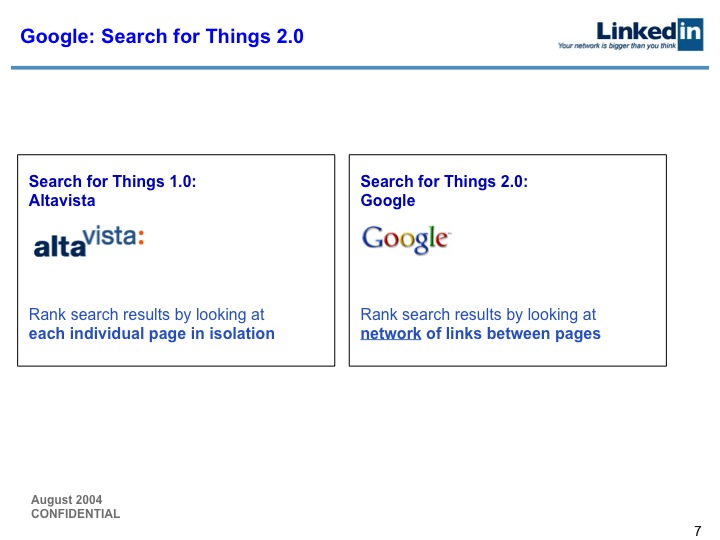 Google: Search for Things 2.0
Linkedin
Your network is bigger than you think
Search for Things 1.0:
Altavista
altavista:
Rank search results by looking at
each individual page in isolation
Search for Things 2.0:
Google
Google™
Rank search results by looking at
network of links between pages
August 2004
CONFIDENTIAL
7